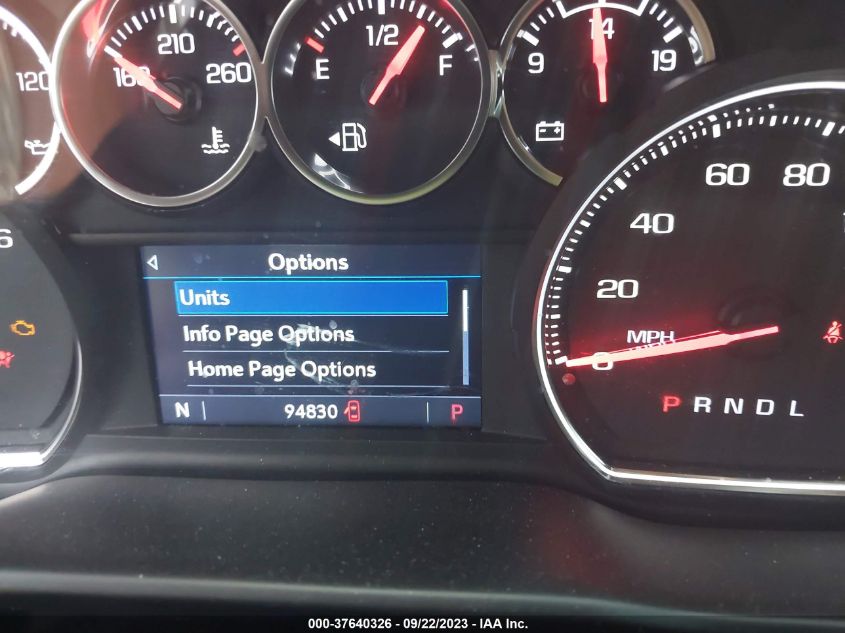 120
160 210 260
E 1/2 F
9 14 19
6
Options
Units
Info Page Options
Home Page Options
N 94830 P
0 20 40 60 80
MPH
P R N D L
000-37640326 - 09/22/2023 - IAA Inc.